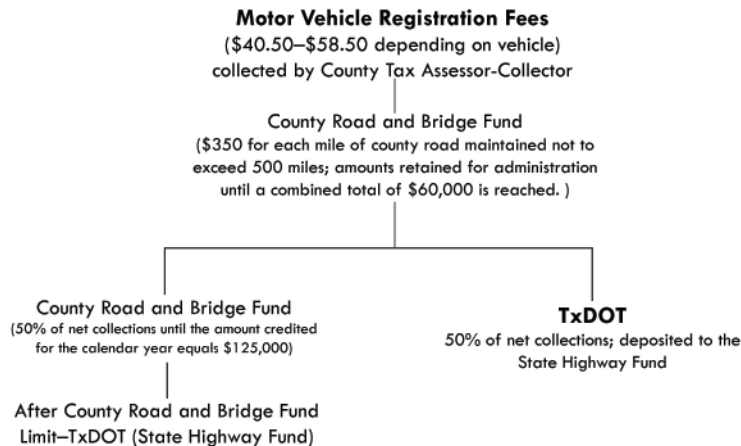 Motor Vehicle Registration Fees
($40.50–$58.50 depending on vehicle)
collected by County Tax Assessor-Collector
County Road and Bridge Fund
($350 for each mile of county road maintained not to
exceed 500 miles; amounts retained for administration
until a combined total of $60,000 is reached. )
County Road and Bridge Fund
(50% of net collections until the amount credited
for the calendar year equals $125,000)
After County Road and Bridge Fund
Limit–TxDOT (State Highway Fund)
TxDOT
50% of net collections; deposited to the
State Highway Fund